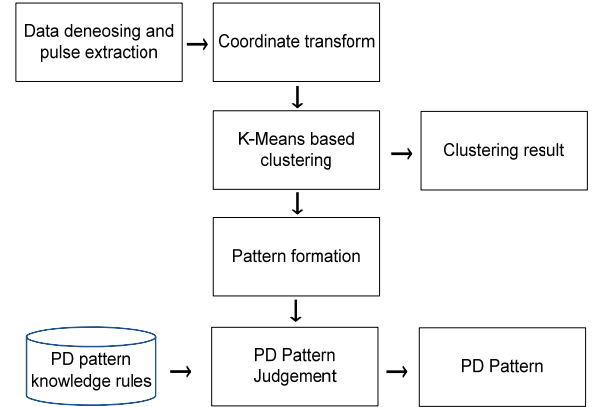 Data deneosing and
pulse extraction
Coordinate transform
K-Means based
clustering
Clustering result
Pattern formation
PD pattern
knowledge rules
PD Pattern
Judgement
PD Pattern